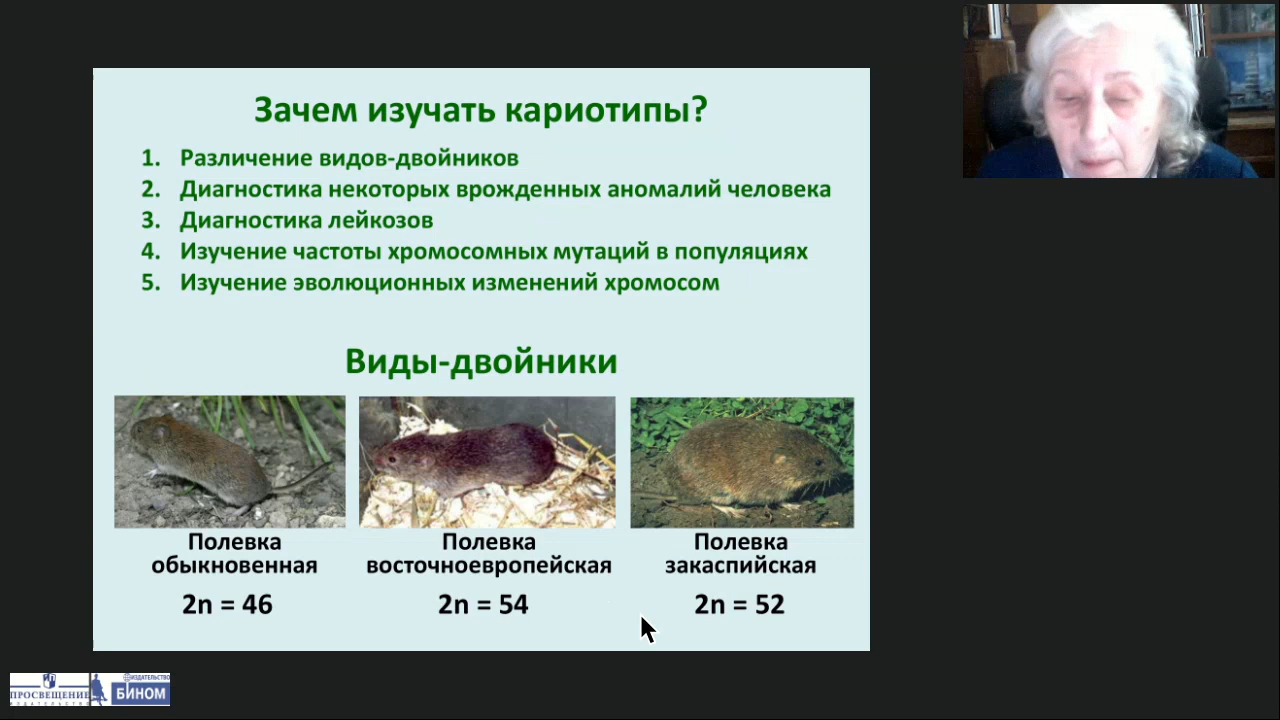 Зачем изучать кариотипы?
1. Различение видов-двойников
2. Диагностика некоторых врожденных аномалий человека
3. Диагностика лейкозов
4. Изучение частоты хромосомных мутаций в популяциях
5. Изучение эволюционных изменений хромосом
Виды-двойники
Полевка
обыкновенная
2n = 46
Полевка
восточноевропейская
2n = 54
Полевка
закаспийская
2n = 52
ПРОСВЕЩЕНИЕ
ИЗДАТЕЛЬСТВО
ИЗДАТЕЛЬСТВО
БИНОМ